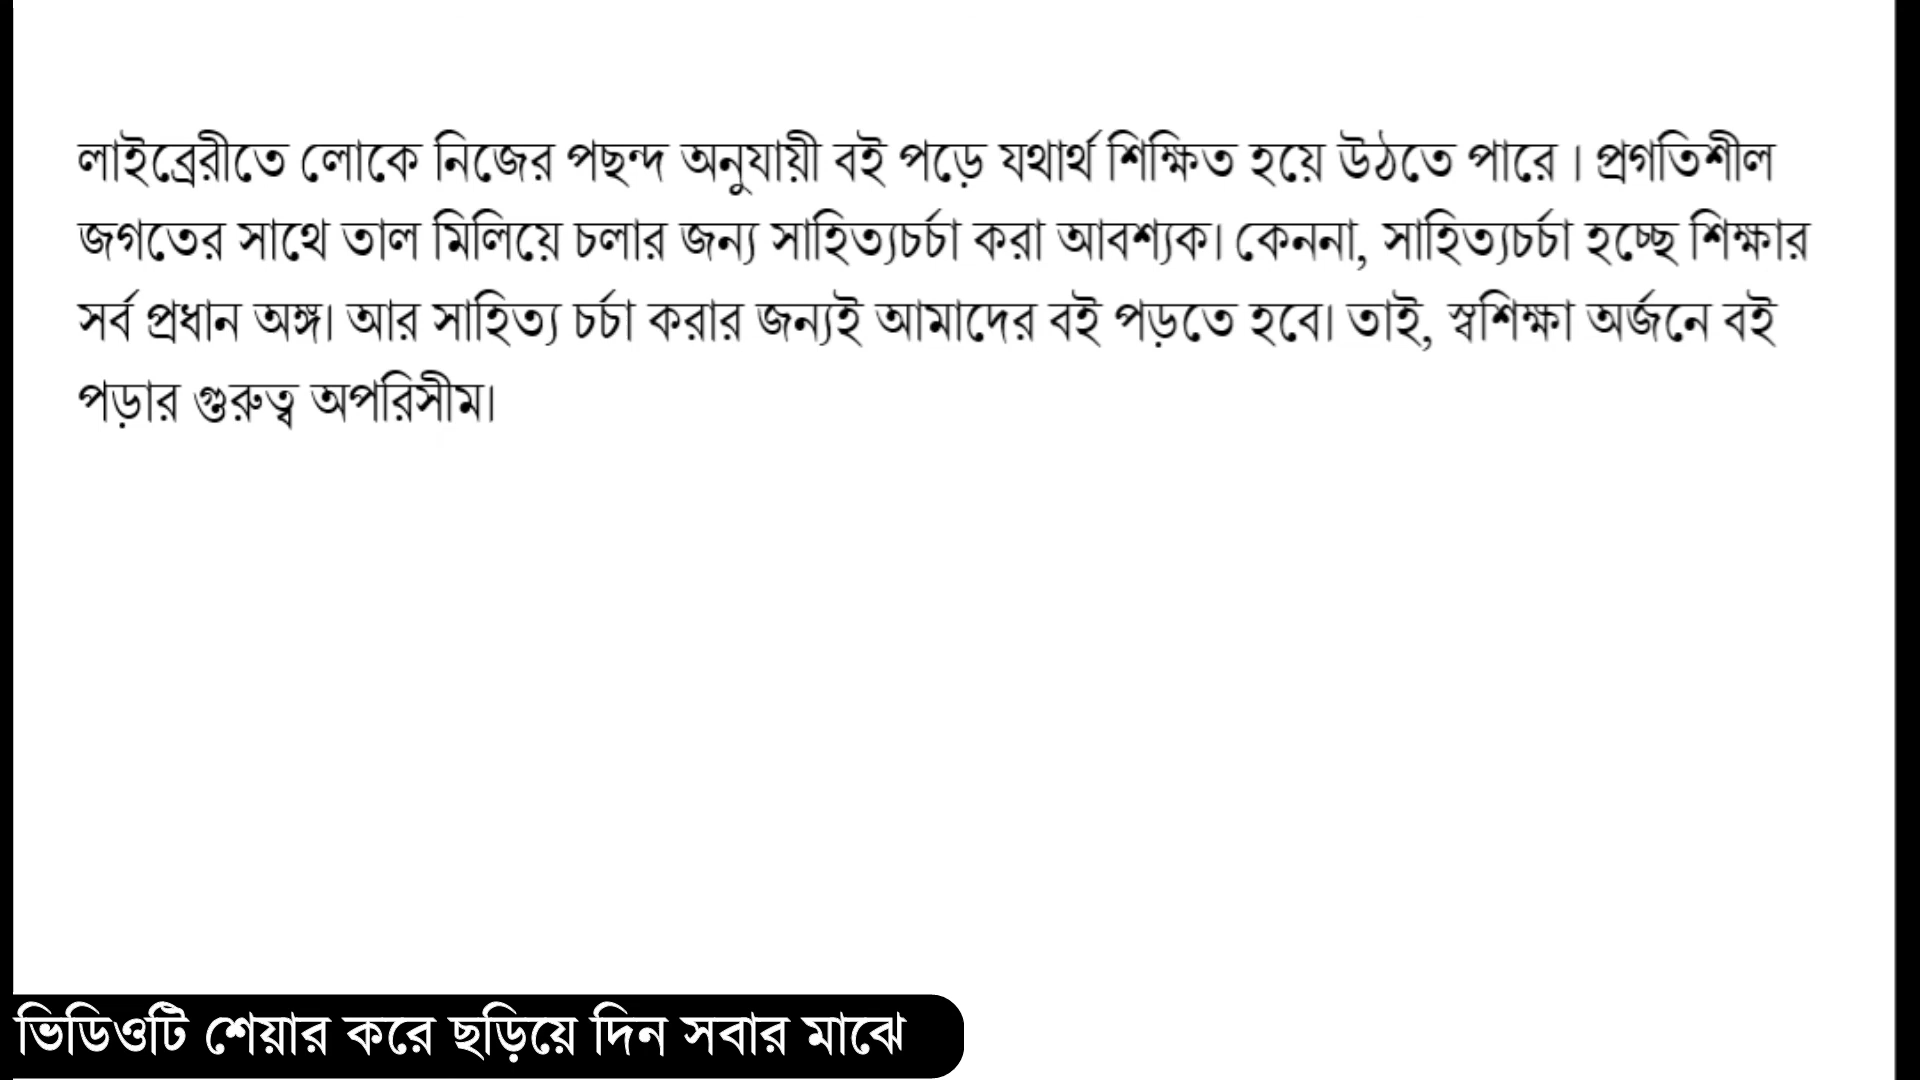 লাইব্রেরীতে লোকে নিজের পছন্দ অনুযায়ী বই পড়ে যথার্থ শিক্ষিত হয়ে উঠতে পারে । প্রগতিশীল
জগতের সাথে তাল মিলিয়ে চলার জন্য সাহিত্যচর্চা করা আবশ্যক। কেননা, সাহিত্যচর্চা হচ্ছে শিক্ষার
সর্ব প্রধান অঙ্গ। আর সাহিত্য চর্চা করার জন্যই আমাদের বই পড়তে হবে। তাই, স্বশিক্ষা অর্জনে বই
পড়ার গুরুত্ব অপরিসীম।
ভিডিওটি শেয়ার করে ছড়িয়ে দিন সবার মাঝে